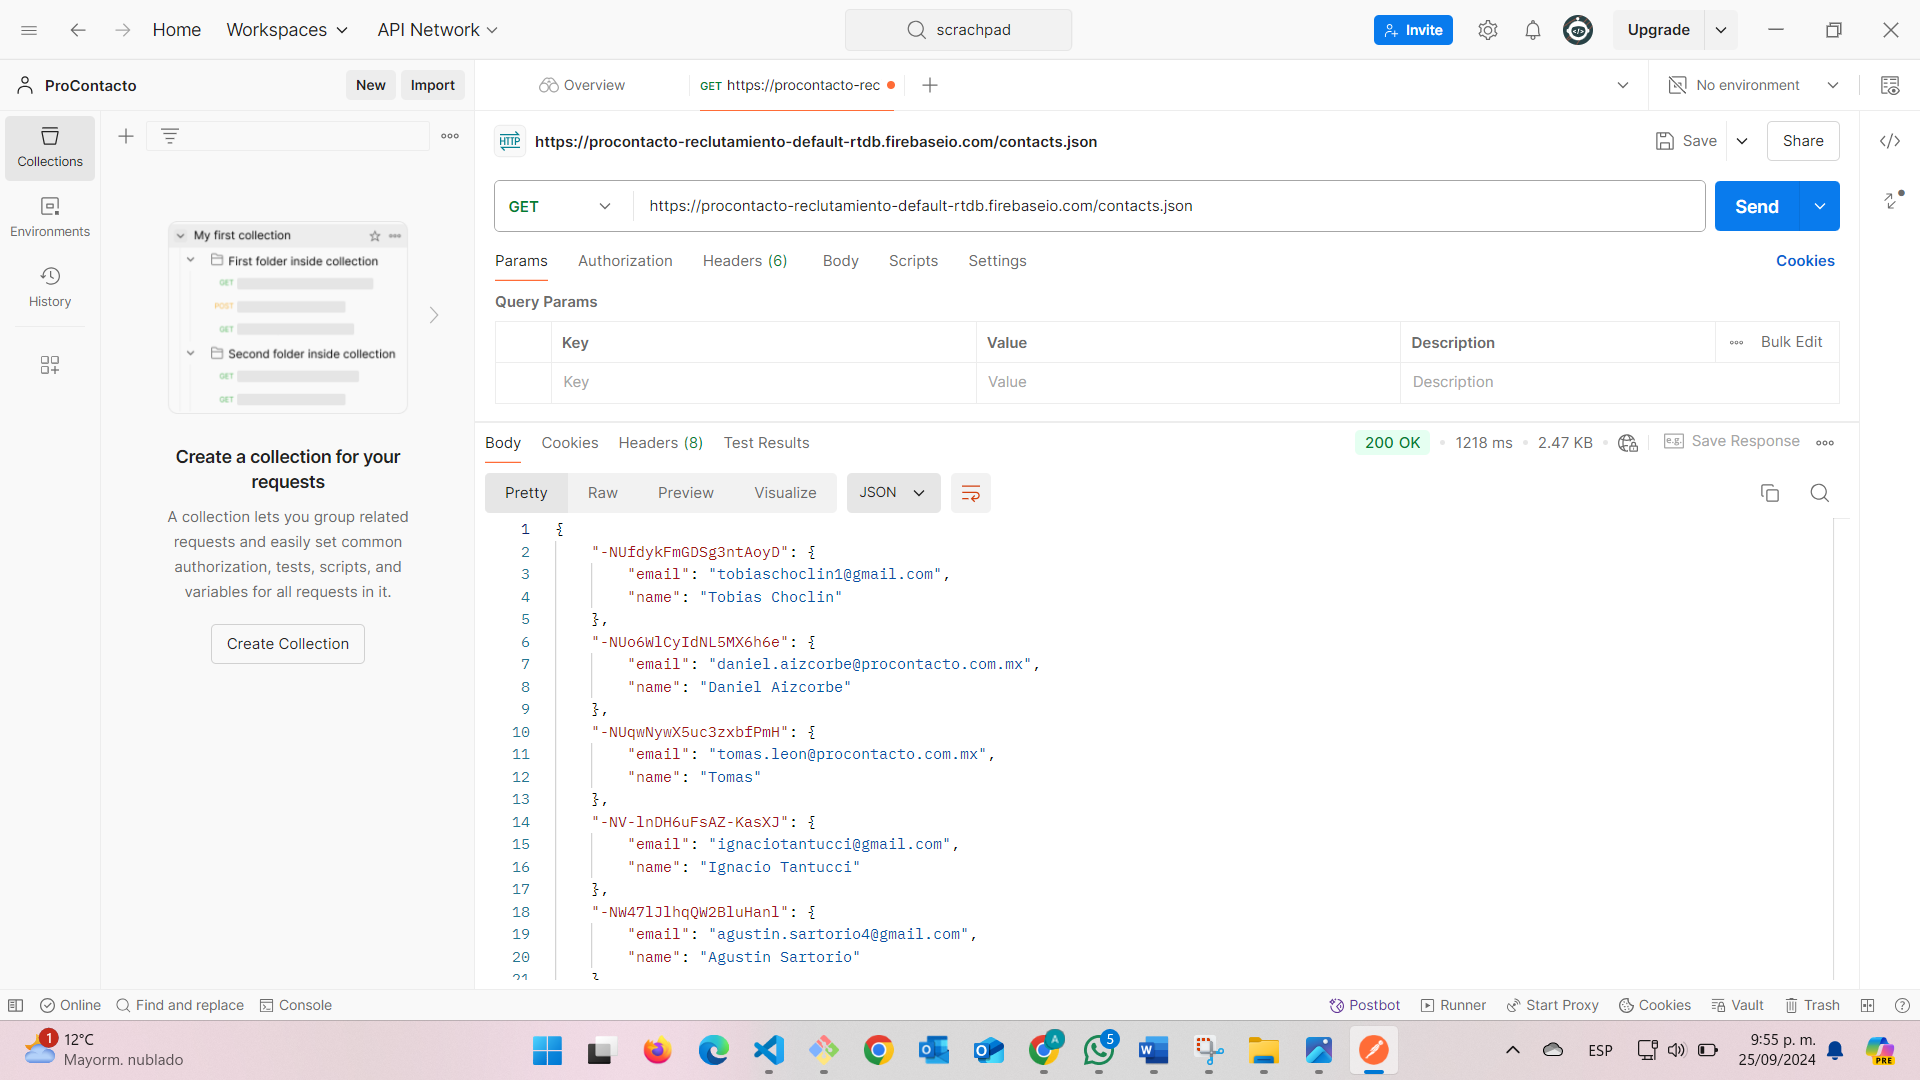 Home
Workspaces
API Network
scrachpad
Invite
Upgrade
ProContacto
New
Import
Overview
GET https://procontacto-rec
No environment
Collections
Environments
History
My first collection
First folder inside collection
GET
POST
GET
Second folder inside collection
GET
GET
Create a collection for your
requests
A collection lets you group related
requests and easily set common
authorization, tests, scripts, and
variables for all requests in it.
Create Collection
HTTP
https://procontacto-reclutamiento-default-rtdb.firebaseio.com/contacts.json
Save
Share
GET
https://procontacto-reclutamiento-default-rtdb.firebaseio.com/contacts.json
Send
Params
Authorization
Headers (6)
Body
Scripts
Settings
Cookies
Query Params
Key
Value
Description
Bulk Edit
Key
Value
Description
Body
Cookies
Headers (8)
Test Results
200 OK
1218 ms
2.47 KB
e.g.
Save Response
Pretty
Raw
Preview
Visualize
JSON
1 {
2 "-NUfdykFmGDSg3ntAoyD": {
3 "email": "tobiaschoclin1@gmail.com",
4 "name": "Tobias Choclin"
5 },
6 "-NUo6WlCyIdNL5MX6h6e": {
7 "email": "daniel.aizcorbe@procontacto.com.mx",
8 "name": "Daniel Aizcorbe"
9 },
10 "-NUqwNywX5uc3zxbfPmH": {
11 "email": "tomas.leon@procontacto.com.mx",
12 "name": "Tomas"
13 },
14 "-NV-lnDH6uFsAZ-KasXJ": {
15 "email": "ignaciotantucci@gmail.com",
16 "name": "Ignacio Tantucci"
17 },
18 "-NW47lJlhqQW2BluHanl": {
19 "email": "agustin.sartorio4@gmail.com",
20 "name": "Agustin Sartorio"
21 }
Online
Find and replace
Console
Postbot
Runner
Start Proxy
Cookies
Vault
Trash
1
12°C
Mayorm. nublado
A
5
ESP
9:55 p. m.
25/09/2024
PRE